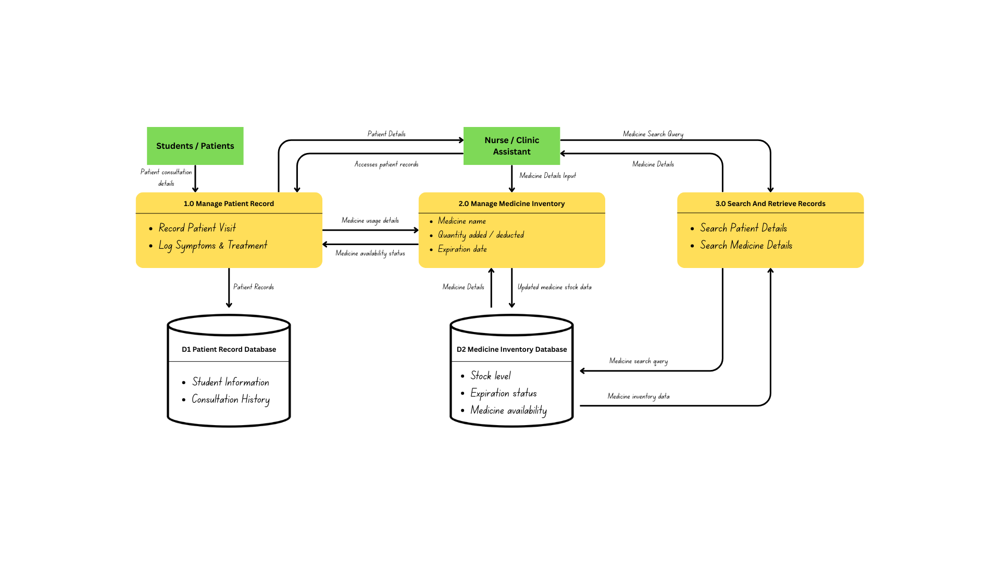 Students / Patients
Patient Details
Nurse / Clinic
Assistant
Medicine Search Query
Accesses patient records
Medicine Details
Patient consultation
details
Medicine Details Input
1.0 Manage Patient Record
• Record Patient Visit
• Log Symptoms & Treatment
Medicine usage details
Medicine availability status
2.0 Manage Medicine Inventory
• Medicine name
• Quantity added / deducted
• Expiration date
3.0 Search And Retrieve Records
• Search Patient Details
• Search Medicine Details
Patient Records
Medicine Details
Updated medicine stock data
D1 Patient Record Database
• Student Information
• Consultation History
D2 Medicine Inventory Database
• Stock level
• Expiration status
• Medicine availability
Medicine search query
Medicine inventory data